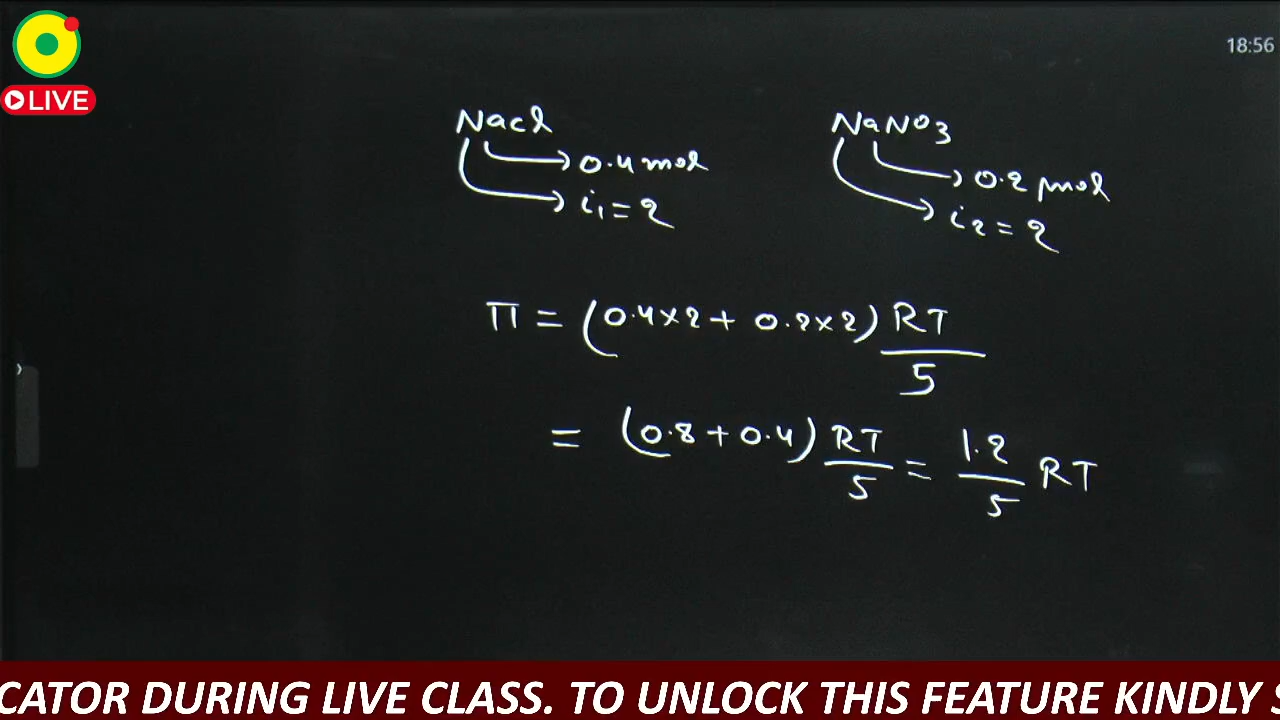 18:56
LIVE
NaCl NaNO3
0.4 mol 0.2 mol
i1 = 2 i2 = 2
π = (0.4×2 + 0.2×2) RT/5
= (0.8 + 0.4) RT/5 = 1.2/5 RT
CATOR DURING LIVE CLASS. TO UNLOCK THIS FEATURE KINDLY S